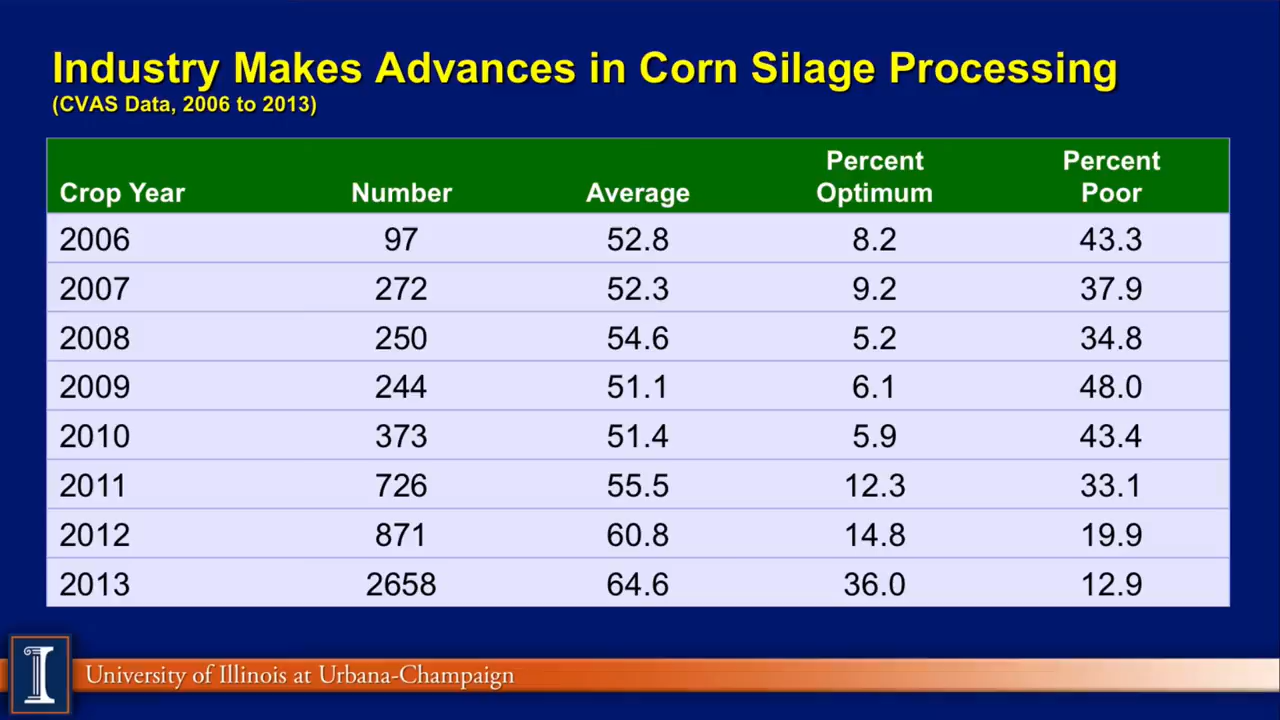 Industry Makes Advances in Corn Silage Processing
(CVAS Data, 2006 to 2013)
Crop Year Number Average Percent Optimum Percent Poor
2006 97 52.8 8.2 43.3
2007 272 52.3 9.2 37.9
2008 250 54.6 5.2 34.8
2009 244 51.1 6.1 48.0
2010 373 51.4 5.9 43.4
2011 726 55.5 12.3 33.1
2012 871 60.8 14.8 19.9
2013 2658 64.6 36.0 12.9
I University of Illinois at Urbana-Champaign